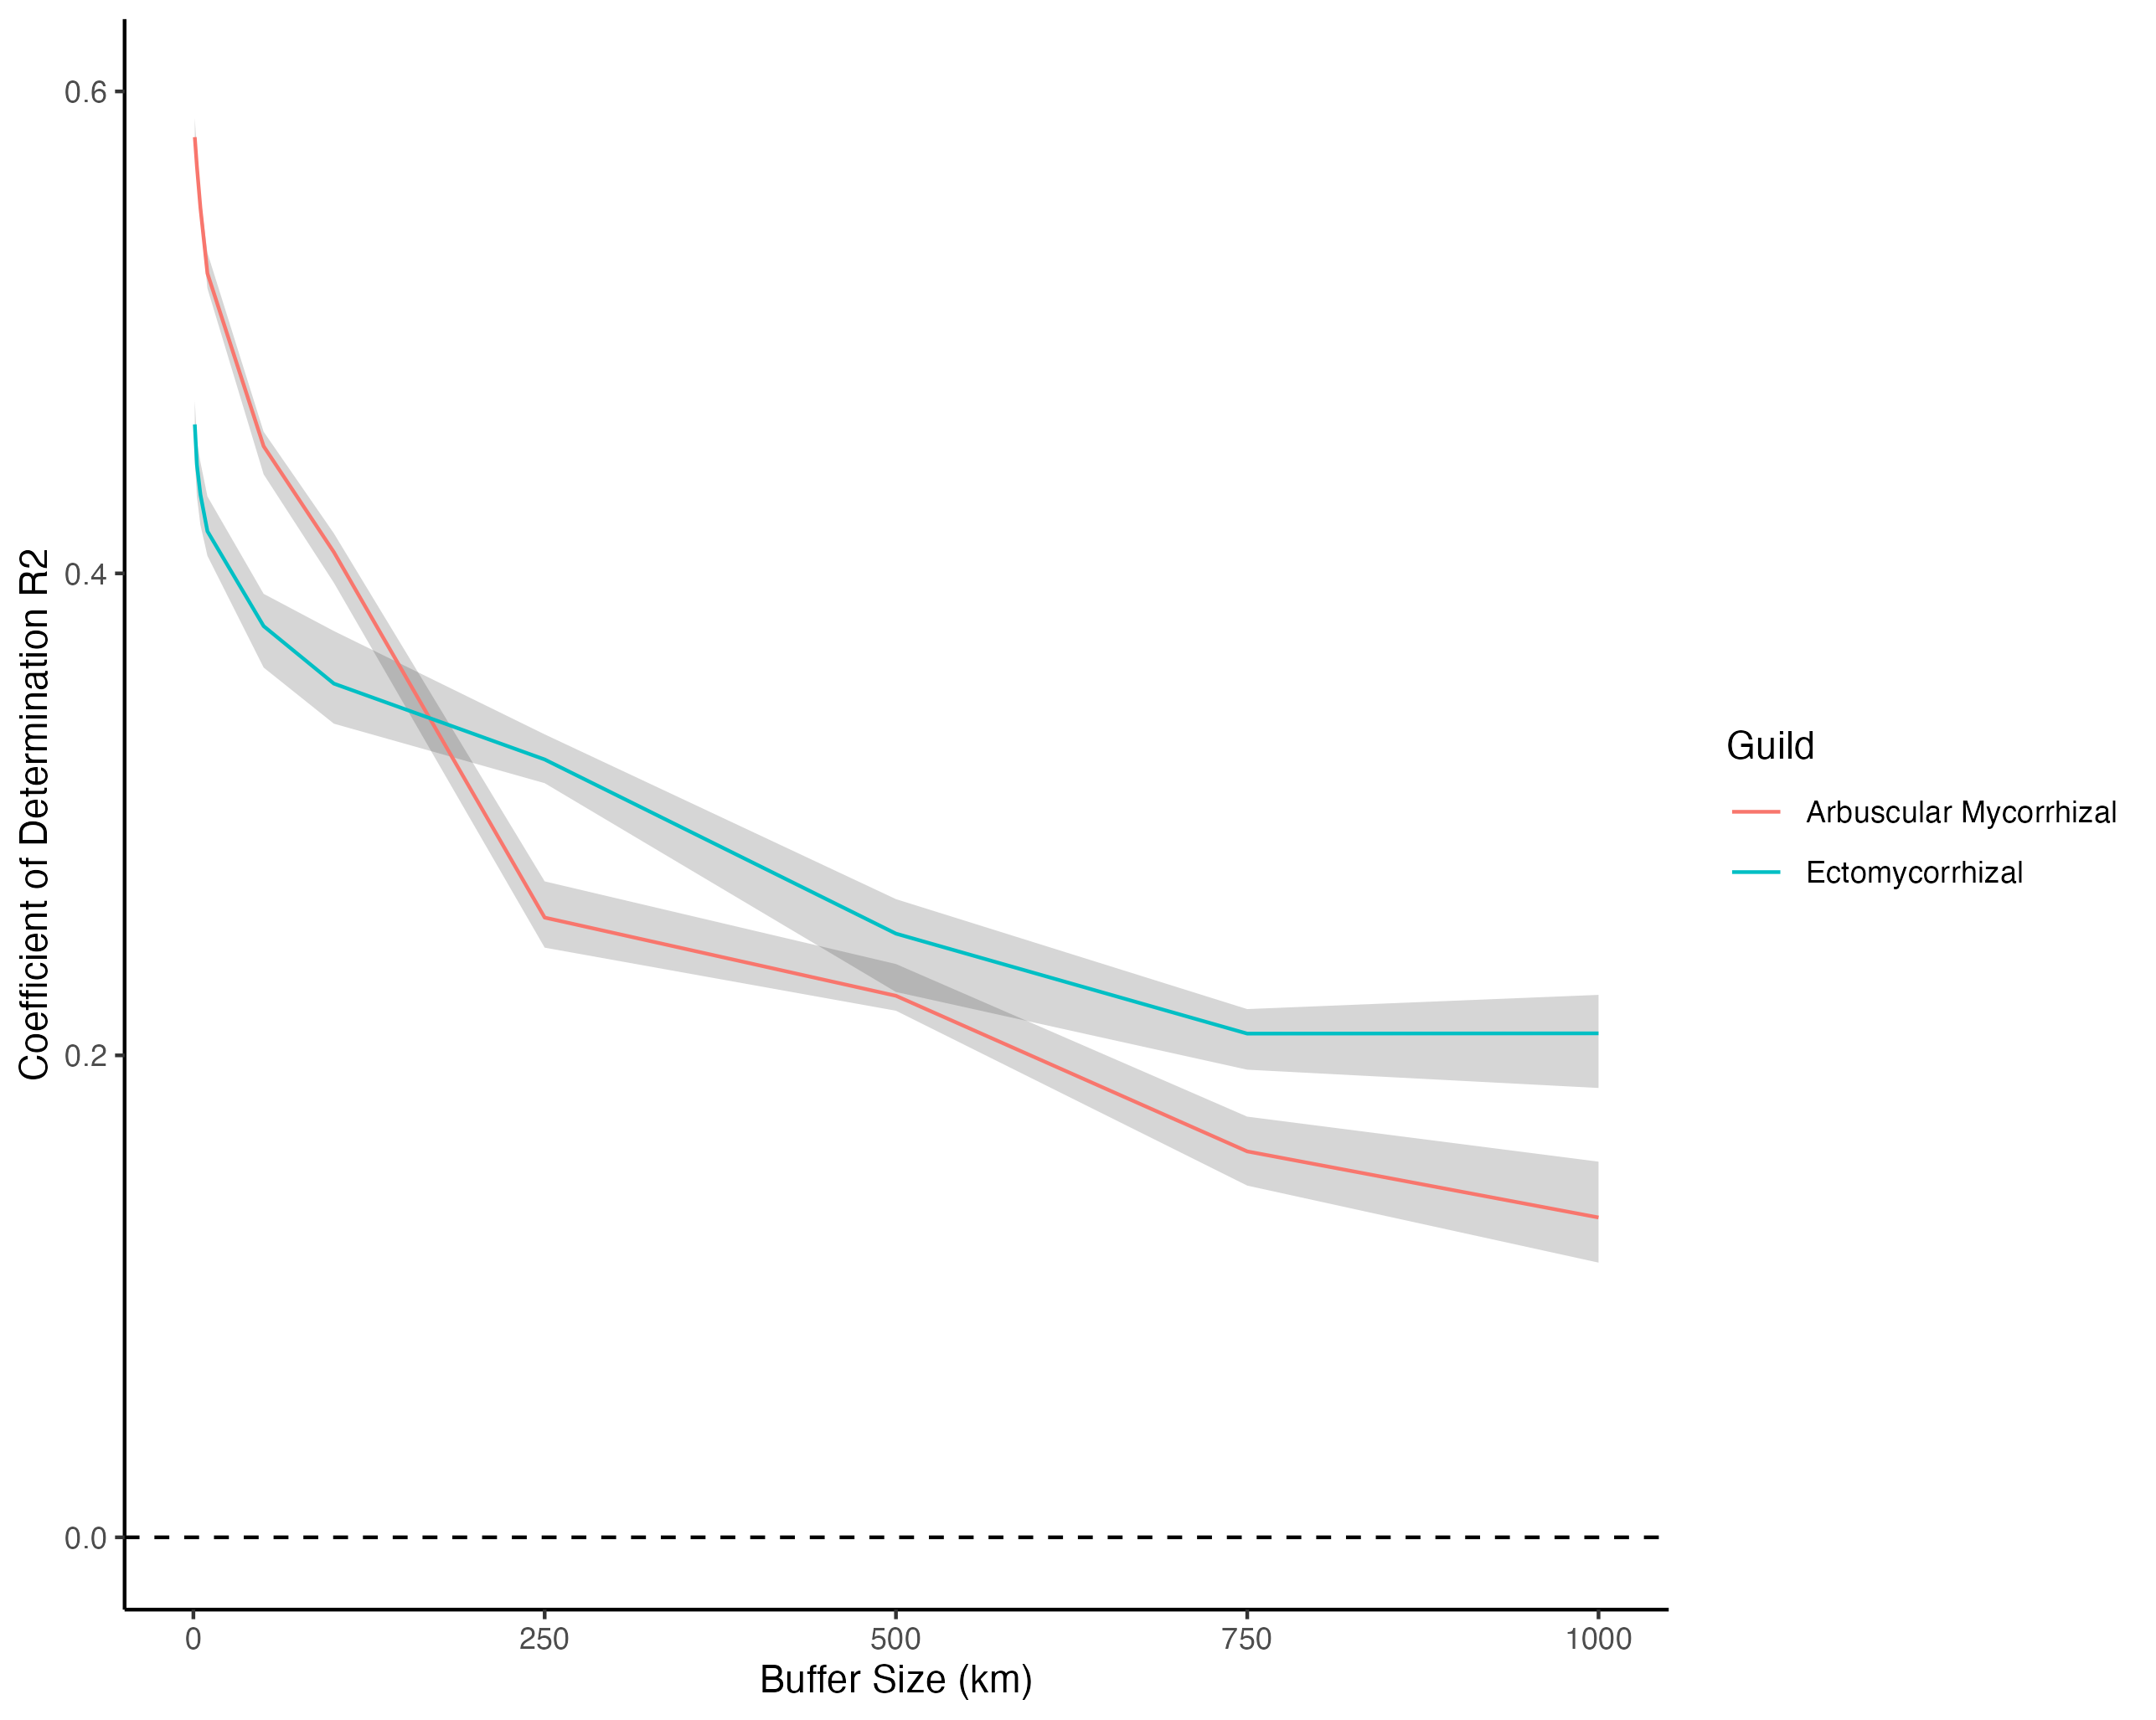 Coefficient of Determination R2
0.6
0.4
0.2
0.0
0 250 500 750 1000
Buffer Size (km)
Guild
Arbuscular Mycorrhizal
Ectomycorrhizal